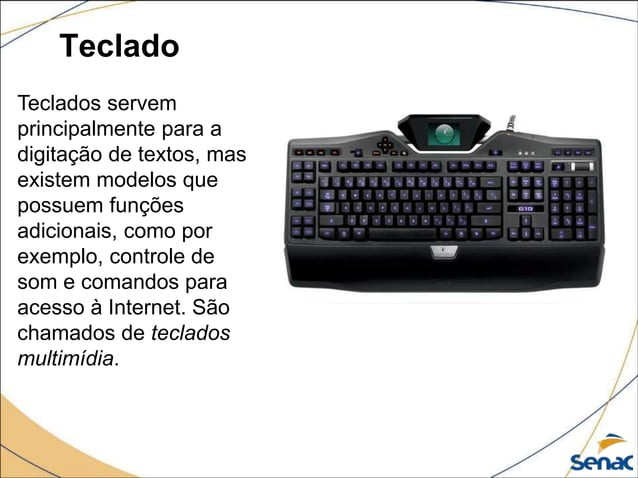 Teclado
Teclados servem
principalmente para a
digitação de textos, mas
existem modelos que
possuem funções
adicionais, como por
exemplo, controle de
som e comandos para
acesso à Internet. São
chamados de teclados
multimídia.
G19
Senac